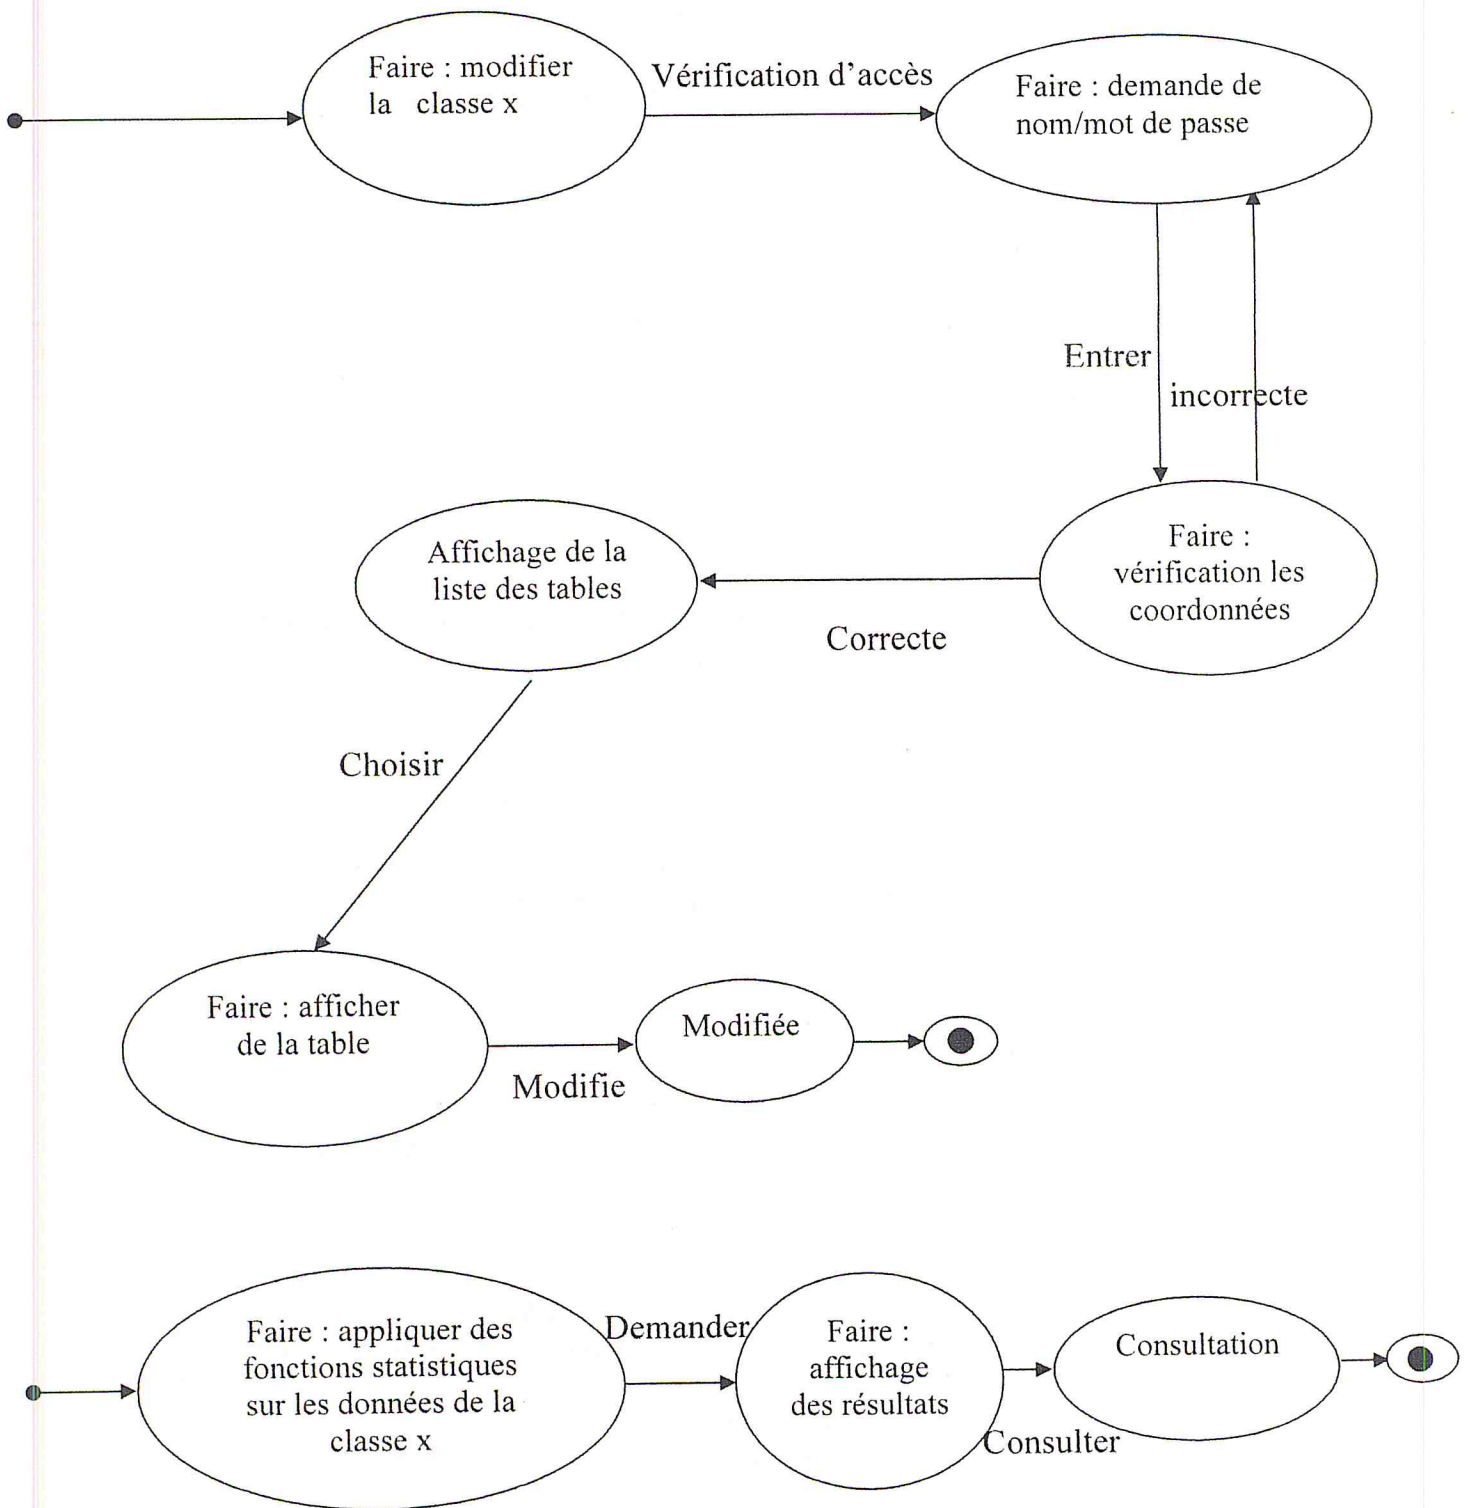 Faire : modifier
la classe x
Vérification d'accès
Faire : demande de
nom/mot de passe
Entrer
incorrecte
Faire :
vérification les
coordonnées
Correcte
Affichage de la
liste des tables
Choisir
Faire : afficher
de la table
Modifie
Modifiée
Faire : appliquer des
fonctions statistiques
sur les données de la
classe x
Demander
Faire :
affichage
des résultats
Consulter
Consultation